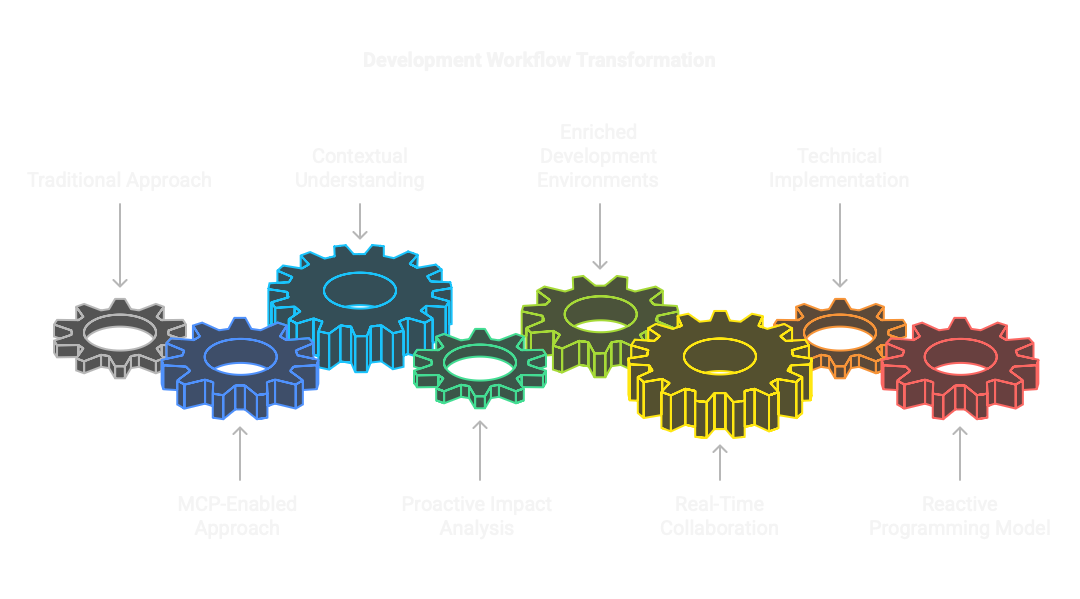 Development Workflow Transformation
Traditional Approach
Contextual
Understanding
Enriched
Development
Environments
Technical
Implementation
MCP-Enabled
Approach
Proactive Impact
Analysis
Real-Time
Collaboration
Reactive
Programming Model